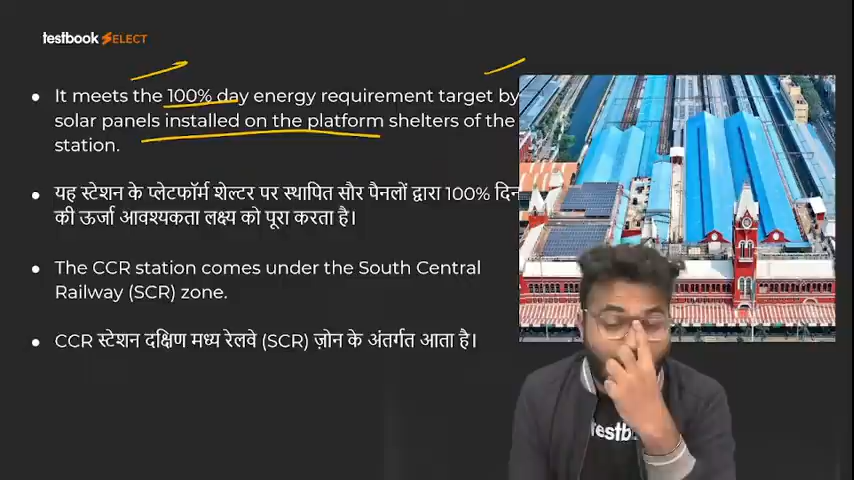 testbook SELECT
It meets the 100% day energy requirement target by
solar panels installed on the platform shelters of the
station.
यह स्टेशन के प्लेटफॉर्म शेल्टर पर स्थापित सौर पैनलों द्वारा 100% दिन
की ऊर्जा आवश्यकता लक्ष्य को पूरा करता है।
The CCR station comes under the South Central
Railway (SCR) zone.
CCR स्टेशन दक्षिण मध्य रेलवे (SCR) ज़ोन के अंतर्गत आता है।
testb